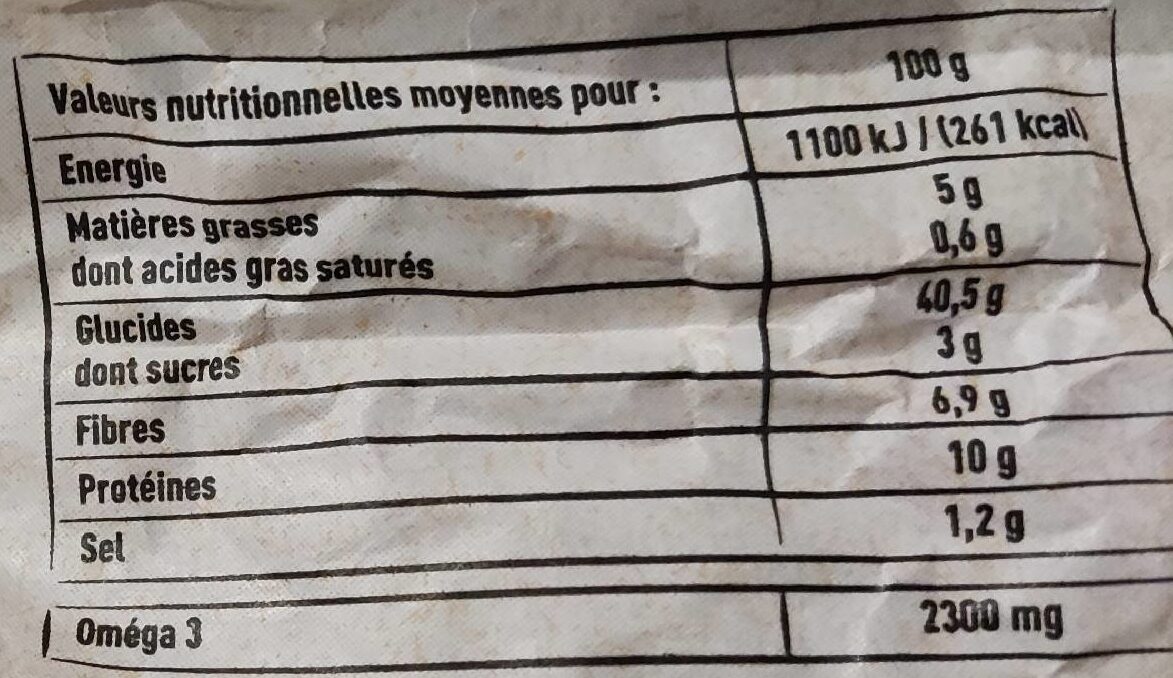 Valeurs nutritionnelles moyennes pour : 100 g
Energie 1100 kJ / (261 kcal)
Matières grasses 5 g
dont acides gras saturés 0,6 g
Glucides 40,5 g
dont sucres 3 g
Fibres 6,9 g
Protéines 10 g
Sel 1,2 g
Oméga 3 2300 mg